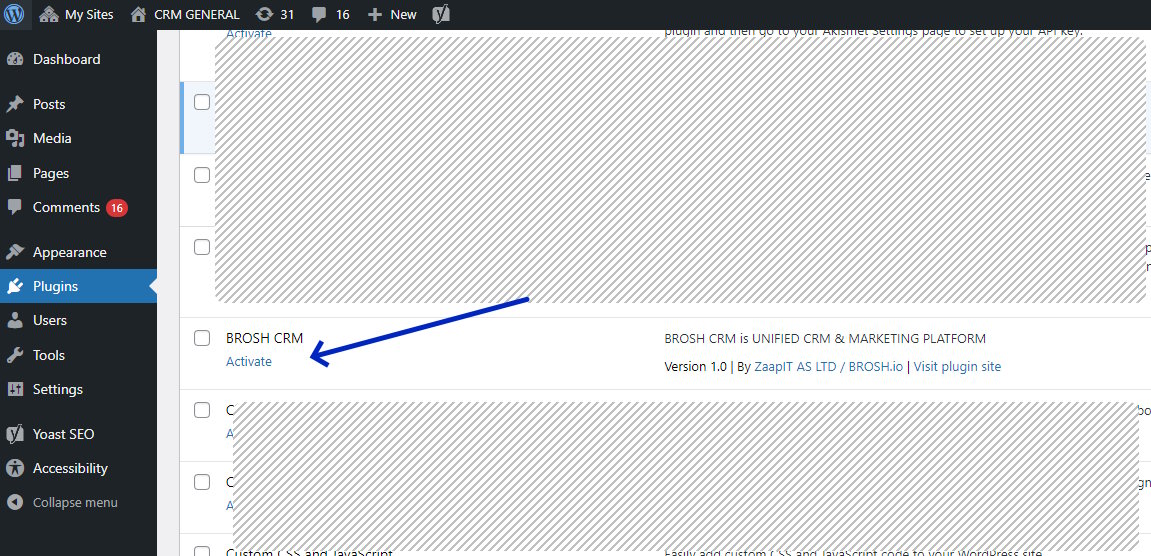 My Sites CRM GENERAL 31 16 New
Activate
plugin and then go to your Akismet Settings page to set up your API key.
Dashboard
Posts
Media
Pages
Comments 16
Appearance
Plugins
Users
Tools
Settings
Yoast SEO
Accessibility
Collapse menu
BROSH CRM
Activate
BROSH CRM is UNIFIED CRM & MARKETING PLATFORM
Version 1.0 | By ZaapIT AS LTD / BROSH.io | Visit plugin site
Custom CSS and JavaScript
Easily add custom CSS and JavaScript code to your WordPress site.